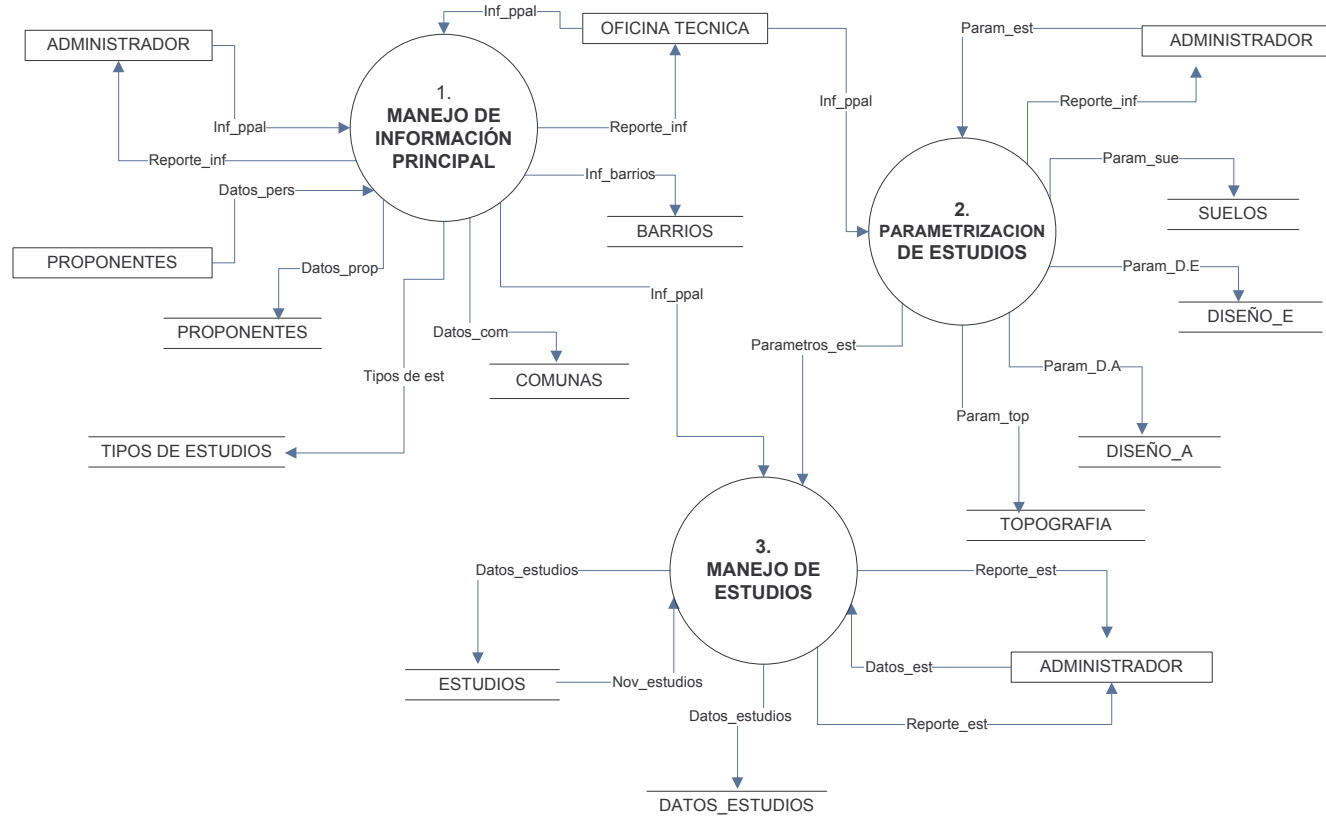 Inf_ppal
ADMINISTRADOR
OFICINA TECNICA
Param_est
ADMINISTRADOR
1.
MANEJO DE
INFORMACIÓN
PRINCIPAL
Inf_ppal
Reporte_inf
Inf_ppal
Reporte_inf
Reporte_inf
Datos_pers
Inf_barrios
Param_sue
BARRIOS
SUELOS
2.
PARAMETRIZACION
DE ESTUDIOS
PROPONENTES
Datos_prop
Inf_ppal
Param_D.E
PROPONENTES
Datos_com
DISEÑO_E
Parametros_est
Tipos de est
COMUNAS
Param_D.A
Param_top
TIPOS DE ESTUDIOS
DISEÑO_A
TOPOGRAFIA
3.
MANEJO DE
ESTUDIOS
Datos_estudios
Reporte_est
ESTUDIOS
Nov_estudios
Datos_est
ADMINISTRADOR
Datos_estudios
Reporte_est
DATOS_ESTUDIOS